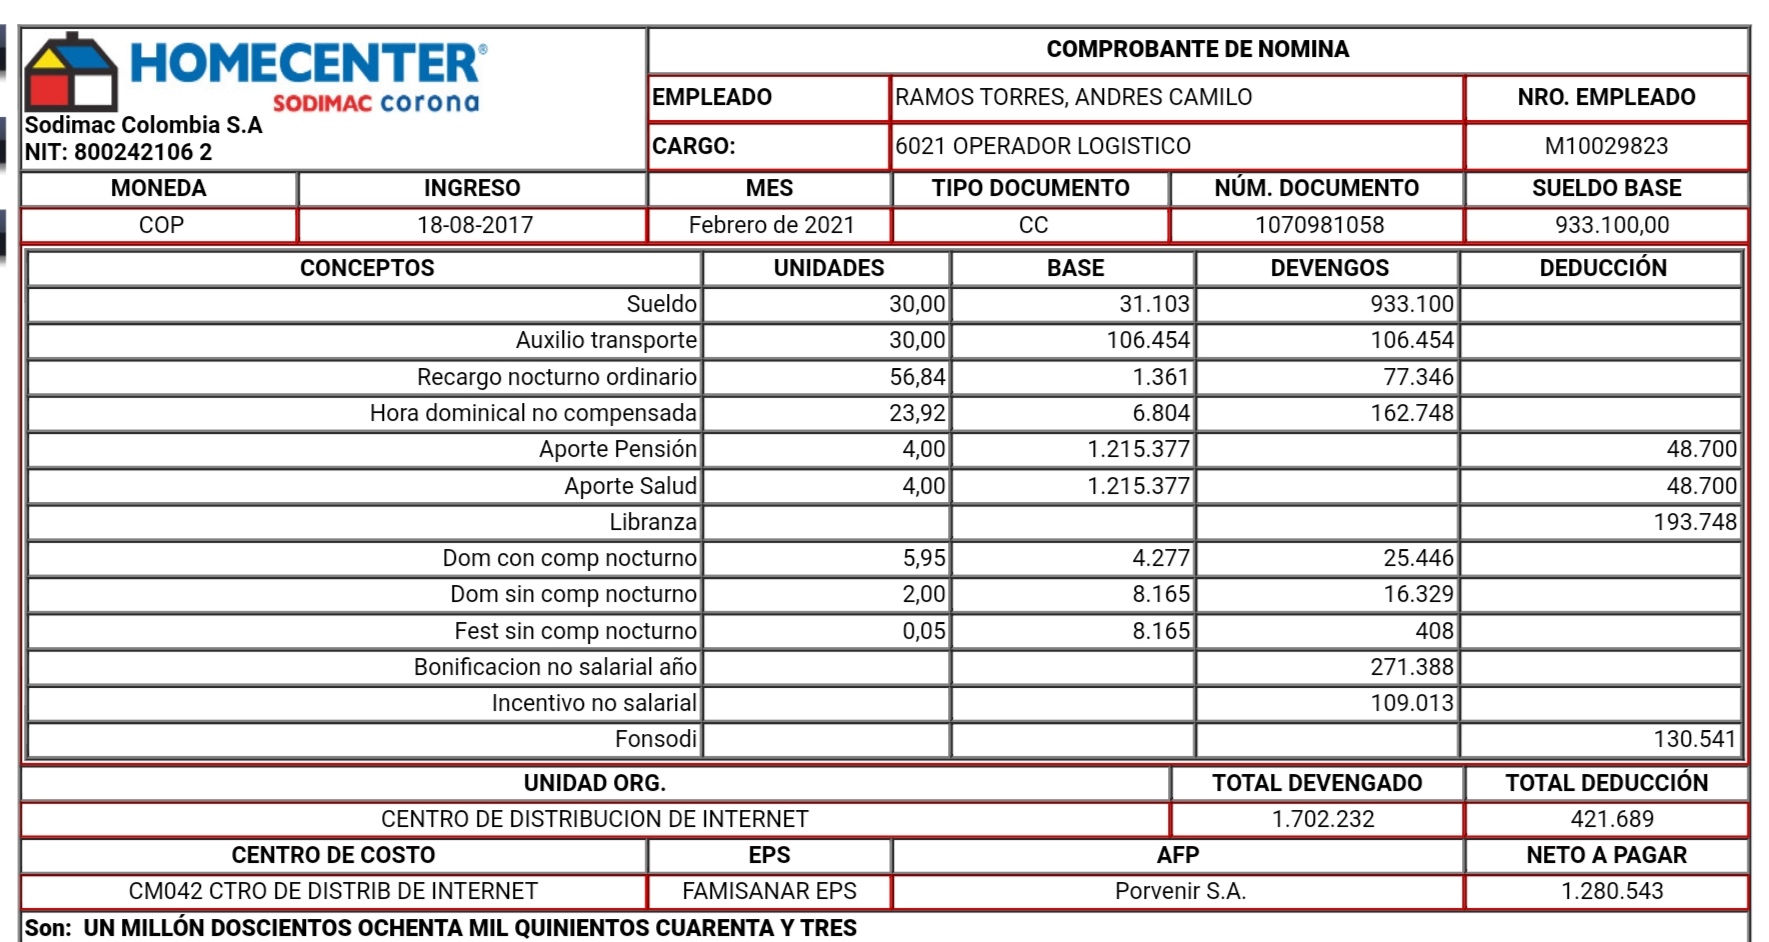 HOMECENTER®
SODIMAC corona
Sodimac Colombia S.A
NIT: 800242106 2
COMPROBANTE DE NOMINA
EMPLEADO RAMOS TORRES, ANDRES CAMILO NRO. EMPLEADO
CARGO: 6021 OPERADOR LOGISTICO M10029823
MONEDA INGRESO MES TIPO DOCUMENTO NÚM. DOCUMENTO SUELDO BASE
COP 18-08-2017 Febrero de 2021 CC 1070981058 933.100,00
CONCEPTOS UNIDADES BASE DEVENGOS DEDUCCIÓN
Sueldo 30,00 31.103 933.100
Auxilio transporte 30,00 106.454 106.454
Recargo nocturno ordinario 56,84 1.361 77.346
Hora dominical no compensada 23,92 6.804 162.748
Aporte Pensión 4,00 1.215.377 48.700
Aporte Salud 4,00 1.215.377 48.700
Libranza 193.748
Dom con comp nocturno 5,95 4.277 25.446
Dom sin comp nocturno 2,00 8.165 16.329
Fest sin comp nocturno 0,05 8.165 408
Bonificacion no salarial año 271.388
Incentivo no salarial 109.013
Fonsodi 130.541
UNIDAD ORG. TOTAL DEVENGADO TOTAL DEDUCCIÓN
CENTRO DE DISTRIBUCION DE INTERNET 1.702.232 421.689
CENTRO DE COSTO EPS AFP NETO A PAGAR
CM042 CTRO DE DISTRIB DE INTERNET FAMISANAR EPS Porvenir S.A. 1.280.543
Son: UN MILLÓN DOSCIENTOS OCHENTA MIL QUINIENTOS CUARENTA Y TRES